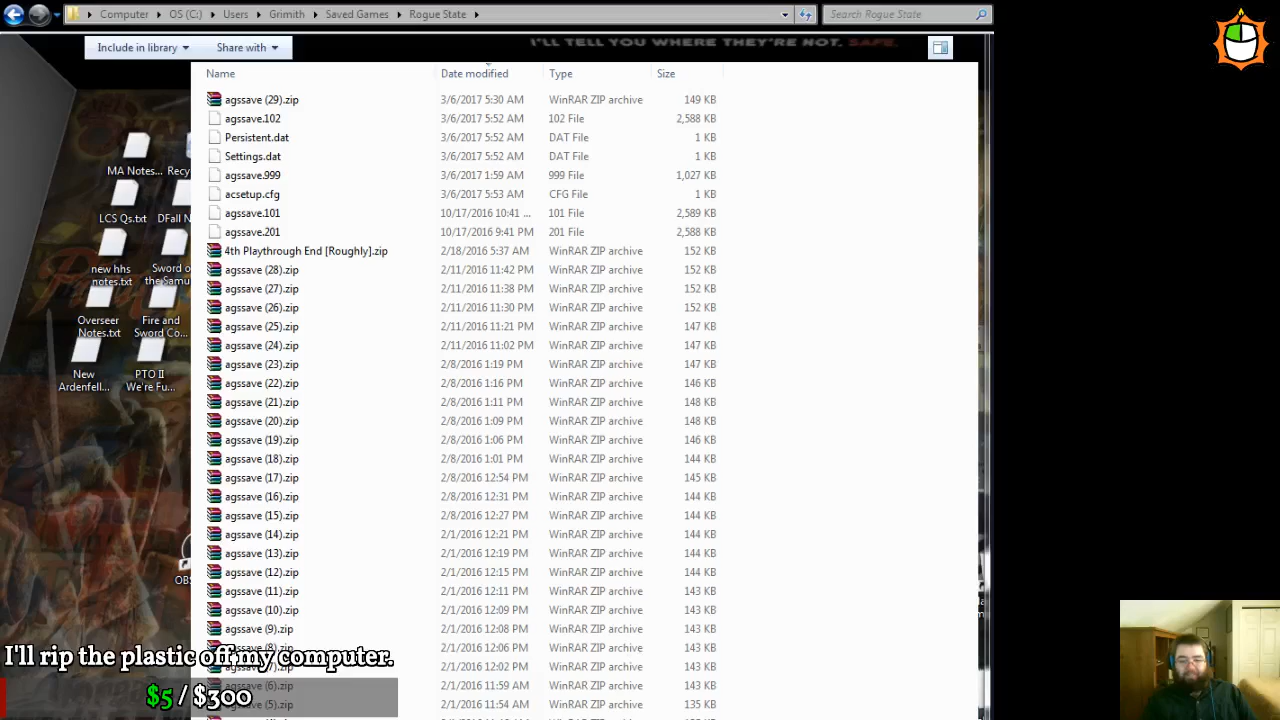 Computer ▸ OS (C:) ▸ Users ▸ Grimith ▸ Saved Games ▸ Rogue State ▸
Search Rogue State
I'LL TELL YOU WHERE THEY'RE NOT. SAFE.
Include in library
Share with
Name Date modified Type Size
agssave (29).zip 3/6/2017 5:30 AM WinRAR ZIP archive 149 KB
agssave.102 3/6/2017 5:52 AM 102 File 2,588 KB
Persistent.dat 3/6/2017 5:52 AM DAT File 1 KB
Settings.dat 3/6/2017 5:52 AM DAT File 1 KB
agssave.999 3/6/2017 1:59 AM 999 File 1,027 KB
acsetup.cfg 3/6/2017 5:53 AM CFG File 1 KB
agssave.101 10/17/2016 10:41 ... 101 File 2,589 KB
agssave.201 10/17/2016 9:41 PM 201 File 2,588 KB
4th Playthrough End [Roughly].zip 2/18/2016 5:37 AM WinRAR ZIP archive 152 KB
agssave (28).zip 2/11/2016 11:42 PM WinRAR ZIP archive 152 KB
agssave (27).zip 2/11/2016 11:38 PM WinRAR ZIP archive 152 KB
agssave (26).zip 2/11/2016 11:30 PM WinRAR ZIP archive 152 KB
agssave (25).zip 2/11/2016 11:21 PM WinRAR ZIP archive 147 KB
agssave (24).zip 2/11/2016 11:02 PM WinRAR ZIP archive 147 KB
agssave (23).zip 2/8/2016 1:19 PM WinRAR ZIP archive 147 KB
agssave (22).zip 2/8/2016 1:16 PM WinRAR ZIP archive 146 KB
agssave (21).zip 2/8/2016 1:11 PM WinRAR ZIP archive 148 KB
agssave (20).zip 2/8/2016 1:09 PM WinRAR ZIP archive 148 KB
agssave (19).zip 2/8/2016 1:06 PM WinRAR ZIP archive 146 KB
agssave (18).zip 2/8/2016 1:01 PM WinRAR ZIP archive 144 KB
agssave (17).zip 2/8/2016 12:54 PM WinRAR ZIP archive 145 KB
agssave (16).zip 2/8/2016 12:31 PM WinRAR ZIP archive 144 KB
agssave (15).zip 2/8/2016 12:27 PM WinRAR ZIP archive 144 KB
agssave (14).zip 2/1/2016 12:21 PM WinRAR ZIP archive 144 KB
agssave (13).zip 2/1/2016 12:19 PM WinRAR ZIP archive 144 KB
agssave (12).zip 2/1/2016 12:15 PM WinRAR ZIP archive 144 KB
agssave (11).zip 2/1/2016 12:11 PM WinRAR ZIP archive 143 KB
agssave (10).zip 2/1/2016 12:09 PM WinRAR ZIP archive 143 KB
agssave (9).zip 2/1/2016 12:08 PM WinRAR ZIP archive 143 KB
2/1/2016 12:06 PM WinRAR ZIP archive 143 KB
2/1/2016 12:02 PM WinRAR ZIP archive 143 KB
agssave (6).zip 2/1/2016 11:59 AM WinRAR ZIP archive 143 KB
(5).zip 2/1/2016 11:54 AM WinRAR ZIP archive 135 KB
MA Notes...
Recy
LCS Qs.txt
DFall N
new hhs
notes.txt
Sword o
the Samu
Overseer
Notes.txt
Fire and
Sword Co...
New
Ardenfell...
PTO II
We're Fu...
OBS
I'll rip the plastic off my computer.
$5 / $300